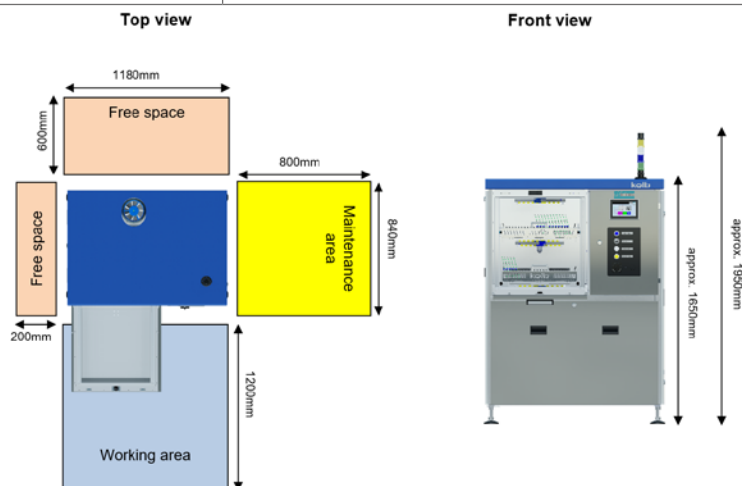 Top view
Front view
1180mm
Free space
600mm
800mm
kolb
Free space
Maintenance
area
840mm
approx. 1650mm
approx. 1950mm
200mm
1200mm
Working area